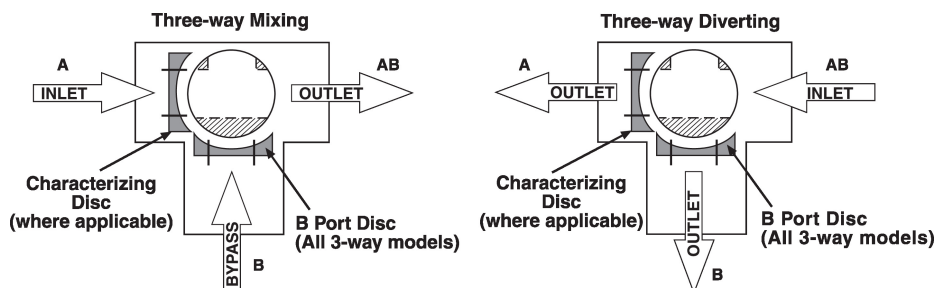 Three-way Mixing
A
INLET
AB
OUTLET
Characterizing
Disc
(where applicable)
BYPASS
B
B Port Disc
(All 3-way models)
Three-way Diverting
A
OUTLET
AB
INLET
Characterizing
Disc
(where applicable)
OUTLET
B
B Port Disc
(All 3-way models)